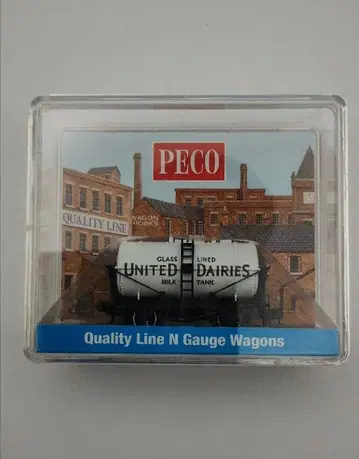 PECO
QUALITY LINE
WAGON
WORKS
GLASS LINED
UNITED DAIRIES
MILK TANK
Quality Line N Gauge Wagons